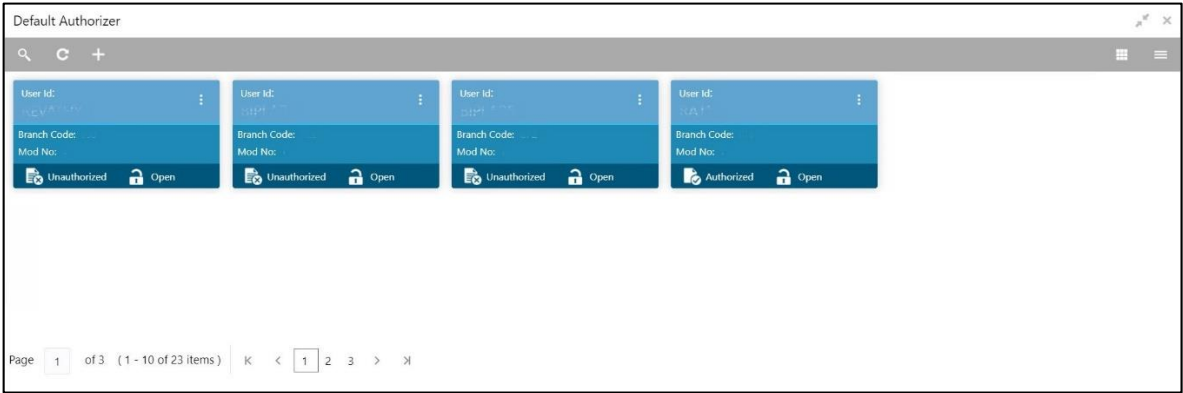 Default Authorizer
User Id: User Id: User Id: User Id:
Branch Code: Branch Code: Branch Code: Branch Code:
Mod No: Mod No: Mod No: Mod No:
Unauthorized Open Unauthorized Open Unauthorized Open Authorized Open
Page 1 of 3 ( 1 - 10 of 23 items ) 1 2 3